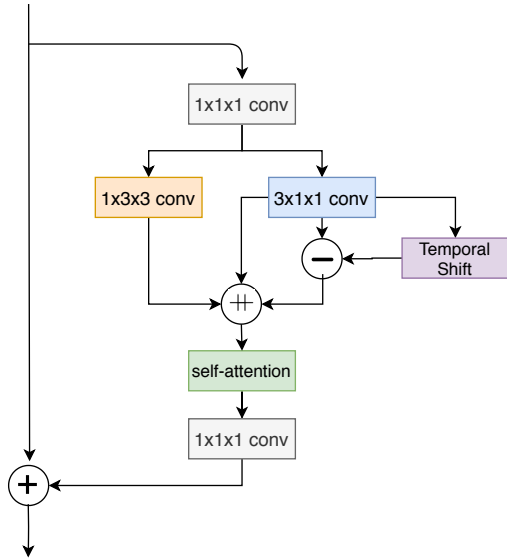 1x1x1 conv
1x3x3 conv
3x1x1 conv
−
Temporal
Shift
++
self-attention
1x1x1 conv
+